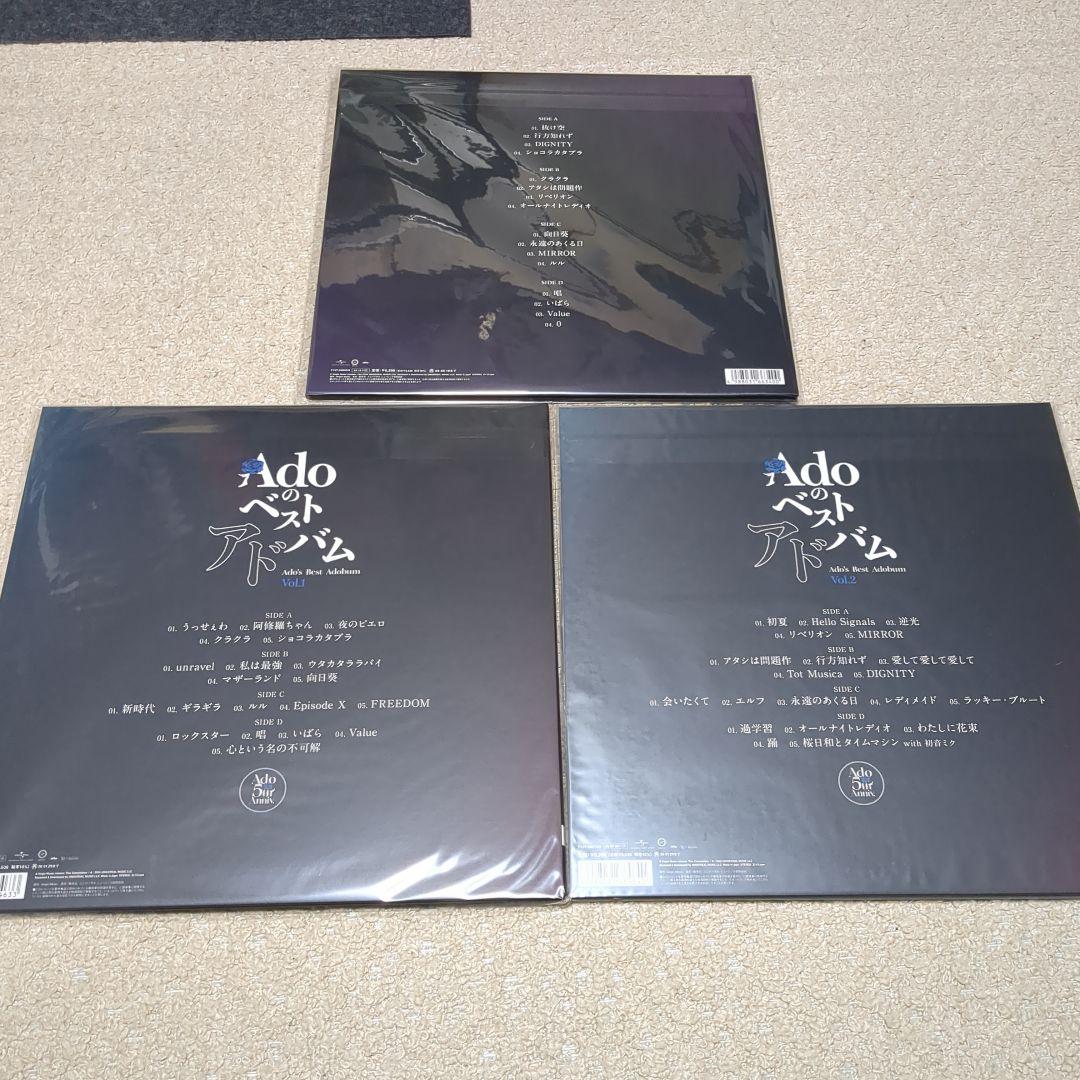 SIDE A
01. 抜け空
02. 行方知れず
03. DIGNITY
04. ショコラカタブラ
SIDE B
01. クラクラ
02. アタシは問題作
03. リベリオン
04. オールナイトレディオ
SIDE C
01. 向日葵
02. 永遠のあくる日
03. MIRROR
04. ルル
SIDE D
01. 唱
02. いばら
03. Value
04. 0
4 988031 663400
Ado
の
ベスト
アドバム
Ado's Best Adobum
Vol.1
SIDE A
01. うっせぇわ 02. 阿修羅ちゃん 03. 夜のピエロ
04. クラクラ 05. ショコラカタブラ
SIDE B
01. unravel 02. 私は最強 03. ウタカタララバイ
04. マザーランド 05. 向日葵
SIDE C
01. 新時代 02. ギラギラ 03. ルル 04. Episode X 05. FREEDOM
SIDE D
01. ロックスター 02. 唱 03. いばら 04. Value
05. 心という名の不可解
Ado
5th
Anniv.
Ado
の
ベスト
アドバム
Ado's Best Adobum
Vol.2
SIDE A
01. 初夏 02. Hello Signals 03. 逆光
04. リベリオン 05. MIRROR
SIDE B
01. アタシは問題作 02. 行方知れず 03. 愛して愛して愛して
04. Tot Musica 05. DIGNITY
SIDE C
01. 会いたくて 02. エルフ 03. 永遠のあくる日 04. レディメイド 05. ラッキー・ブルート
SIDE D
01. 過学習 02. オールナイトレディオ 03. わたしに花束
04. 踊 05. 桜日和とタイムマシン with 初音ミク
Ado
5th
Anniv.